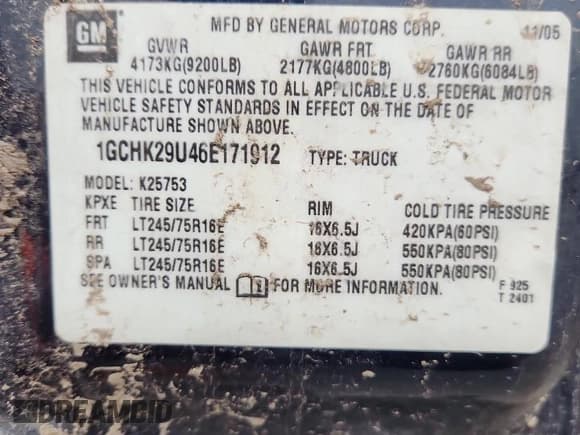 GM
MFD BY GENERAL MOTORS CORP. 11/05
GVWR GAWR FRT GAWR RR
4173KG(9200LB) 2177KG(4800LB) 2760KG(6084LB)
THIS VEHICLE CONFORMS TO ALL APPLICABLE U.S. FEDERAL MOTOR
VEHICLE SAFETY STANDARDS IN EFFECT ON THE DATE OF
MANUFACTURE SHOWN ABOVE.
1GCHK29U46E171912 TYPE: TRUCK
MODEL: K25753
KPXE TIRE SIZE RIM COLD TIRE PRESSURE
FRT LT245/75R16E 16X6.5J 420KPA(60PSI)
RR LT245/75R16E 16X6.5J 550KPA(80PSI)
SPA LT245/75R16E 16X6.5J 550KPA(80PSI)
SEE OWNER'S MANUAL FOR MORE INFORMATION.
F 925
T 2401
DREAMBID